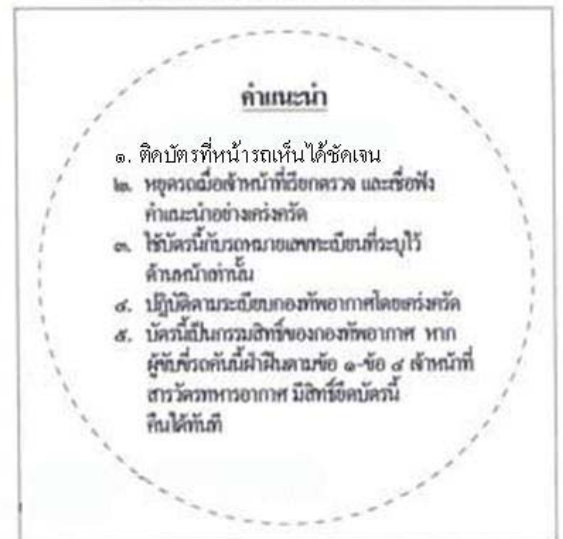 คำแนะนำ
๑. ติดบัตรที่หน้ารถเห็นได้ชัดเจน
๒. หยุดรถเมื่อเจ้าหน้าที่เรียกตรวจ และเชื่อฟัง
คำแนะนำอย่างเคร่งครัด
๓. ใช้บัตรนี้กับรถหมายเลขทะเบียนที่ระบุไว้
ด้านหน้าเท่านั้น
๔. ปฏิบัติตามระเบียบกองทัพอากาศโดยเคร่งครัด
๕. บัตรนี้เป็นกรรมสิทธิ์ของกองทัพอากาศ หาก
ผู้ขับขี่รถคันนี้ฝ่าฝืนตามข้อ ๑-ข้อ ๔ เจ้าหน้าที่
สารวัตรทหารอากาศ มีสิทธิ์ยึดบัตรนี้
คืนได้ทันที